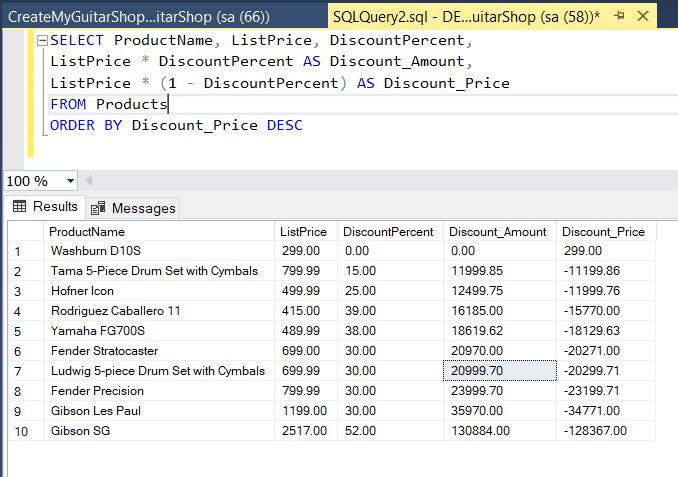 CreateMyGuitarShop...itarShop (sa (66))
SQLQuery2.sql - DE...uitarShop (sa (58))*
SELECT ProductName, ListPrice, DiscountPercent,
ListPrice * DiscountPercent AS Discount_Amount,
ListPrice * (1 - DiscountPercent) AS Discount_Price
FROM Products
ORDER BY Discount_Price DESC
100 %
Results Messages
ProductName ListPrice DiscountPercent Discount_Amount Discount_Price
1 Washburn D10S 299.00 0.00 0.00 299.00
2 Tama 5-Piece Drum Set with Cymbals 799.99 15.00 11999.85 -11199.86
3 Hofner Icon 499.99 25.00 12499.75 -11999.76
4 Rodriguez Caballero 11 415.00 39.00 16185.00 -15770.00
5 Yamaha FG700S 489.99 38.00 18619.62 -18129.63
6 Fender Stratocaster 699.00 30.00 20970.00 -20271.00
7 Ludwig 5-piece Drum Set with Cymbals 699.99 30.00 20999.70 -20299.71
8 Fender Precision 799.99 30.00 23999.70 -23199.71
9 Gibson Les Paul 1199.00 30.00 35970.00 -34771.00
10 Gibson SG 2517.00 52.00 130884.00 -128367.00